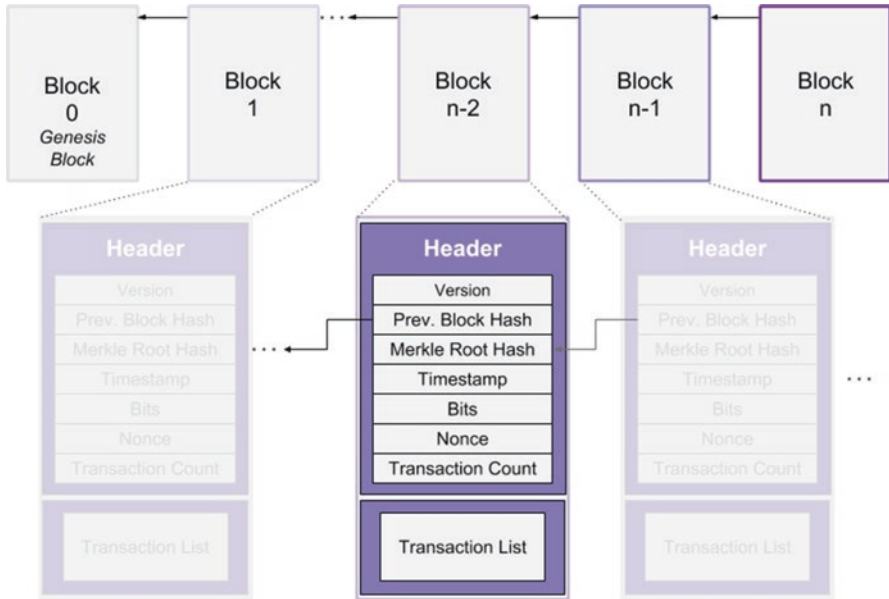 Block
0
Genesis
Block
Block
1
Block
n-2
Block
n-1
Block
n
Header
Version
Prev. Block Hash
Merkle Root Hash
Timestamp
Bits
Nonce
Transaction Count
Transaction List
Header
Version
Prev. Block Hash
Merkle Root Hash
Timestamp
Bits
Nonce
Transaction Count
Transaction List
Header
Version
Prev. Block Hash
Merkle Root Hash
Timestamp
Bits
Nonce
Transaction Count
Transaction List